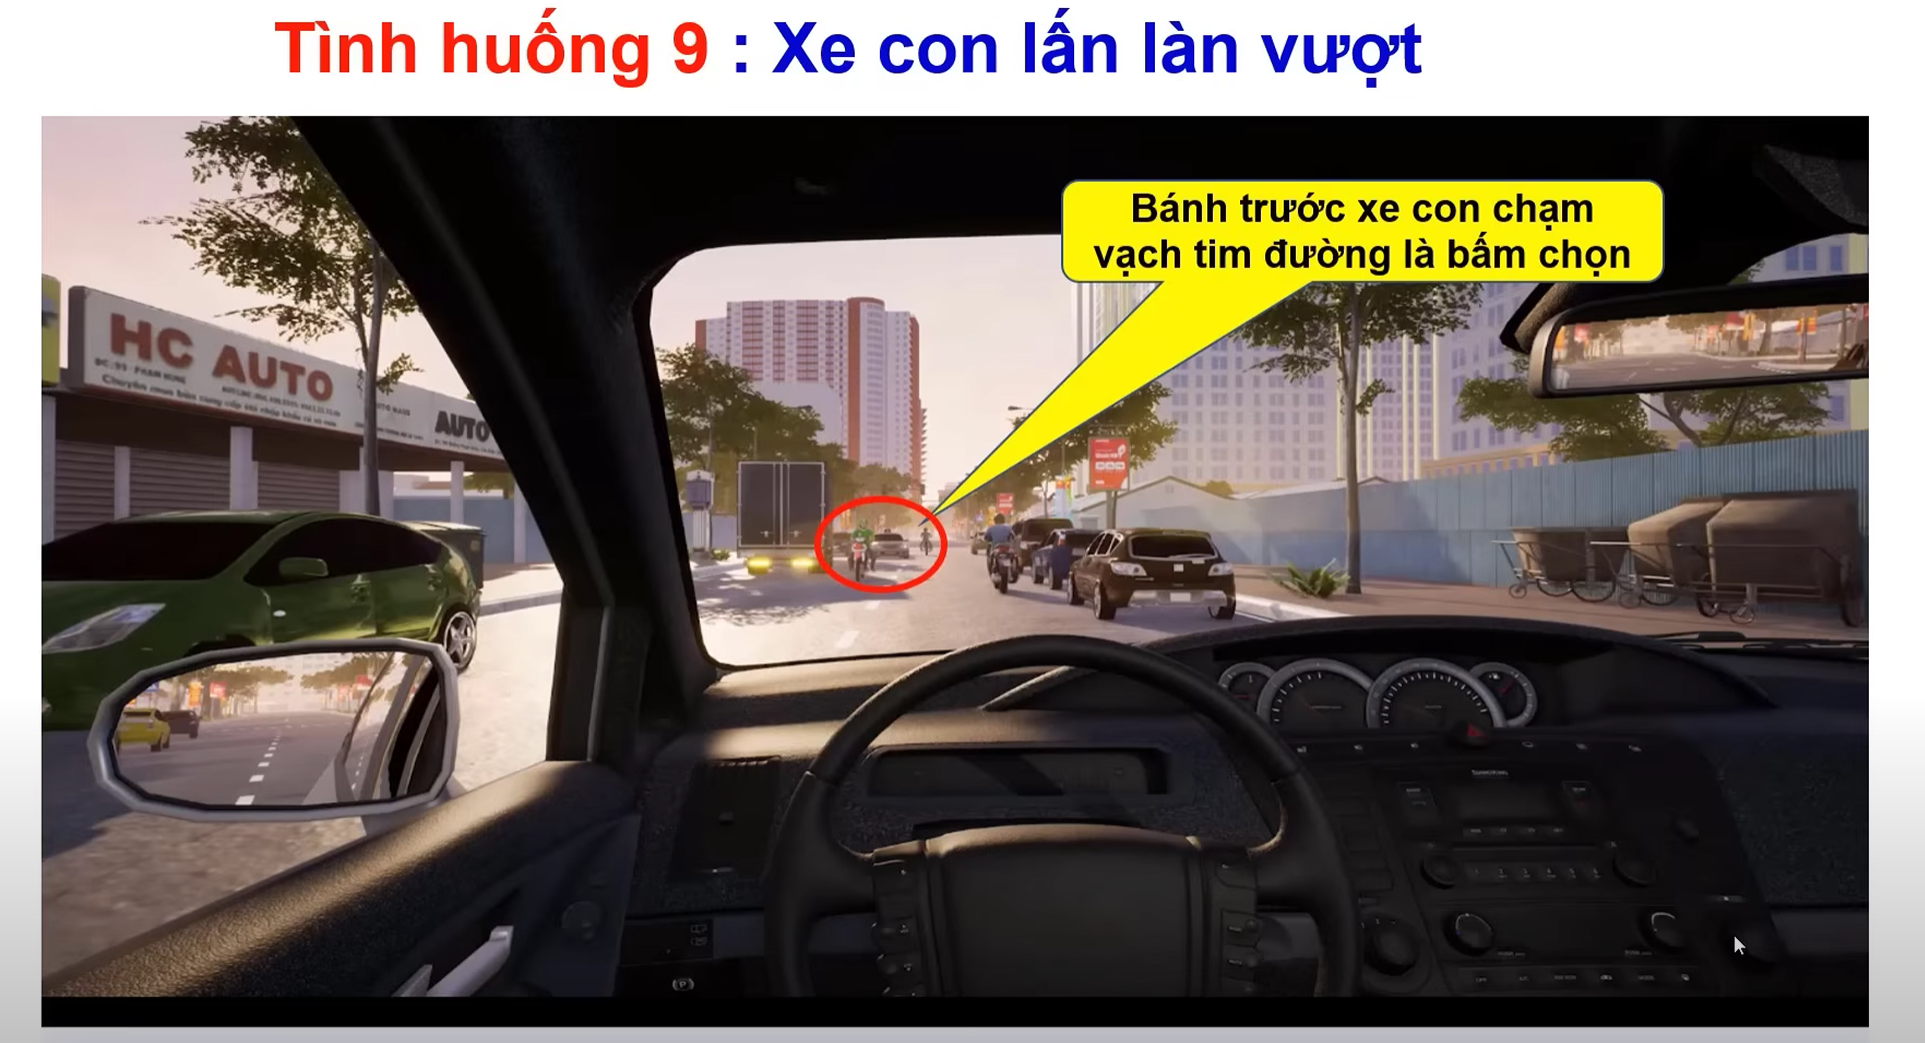 Tình huống 9 : Xe con lấn làn vượt
Bánh trước xe con chạm
vạch tim đường là bấm chọn
HC AUTO
AUTO